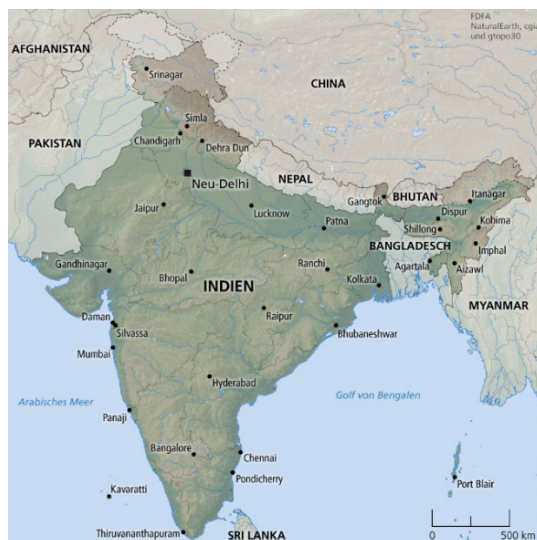 FDFA
NaturalEarth, cgia
und gtopo30
AFGHANISTAN
Srinagar
CHINA
Simla
Chandigarh
Dehra Dun
PAKISTAN
Neu-Delhi
NEPAL
BHUTAN
Itanagar
Gangtok
Jaipur
Lucknow
Dispur
Kohima
Patna
Shillong
BANGLADESCH
Imphal
Gandhinagar
Bhopal
Ranchi
Agartala
Aizawl
INDIEN
Kolkata
MYANMAR
Daman
Raipur
Silvassa
Bhubaneshwar
Mumbai
Hyderabad
Arabisches Meer
Golf von Bengalen
Panaji
Bangalore
Chennai
Pondicherry
Kavaratti
Port Blair
Thiruvananthapuram
SRI LANKA
0 500 km